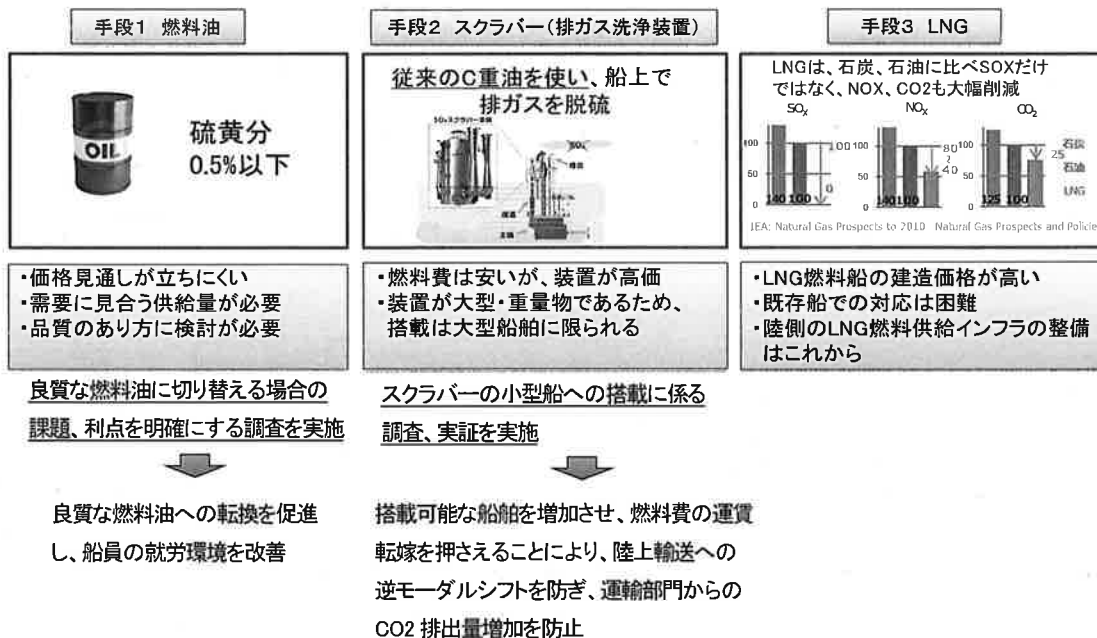 手段1 燃料油
OIL
硫黄分
0.5%以下
・価格見通しが立ちにくい
・需要に見合う供給量が必要
・品質のあり方に検討が必要
良質な燃料油に切り替える場合の
課題、利点を明確にする調査を実施
良質な燃料油への転換を促進
し、船員の就労環境を改善
手段2 スクラバー(排ガス洗浄装置)
従来のC重油を使い、船上で
排ガスを脱硫
・燃料費は安いが、装置が高価
・装置が大型・重量物であるため、
搭載は大型船舶に限られる
スクラバーの小型船への搭載に係る
調査、実証を実施
搭載可能な船舶を増加させ、燃料費の運賃
転嫁を押さえることにより、陸上輸送への
逆モーダルシフトを防ぎ、運輸部門からの
CO2 排出量増加を防止
手段3 LNG
LNGは、石炭、石油に比べSOXだけ
ではなく、NOX、CO2も大幅削減
SOX
100
50
0
140 100
100
0
NOX
100
50
0
140 100
80
~
40
CO2
100
50
0
125 100
25
石炭
石油
LNG
IEA: Natural Gas Prospects to 2010 Natural Gas Prospects and Policie
・LNG燃料船の建造価格が高い
・既存船での対応は困難
・陸側のLNG燃料供給インフラの整備
はこれから